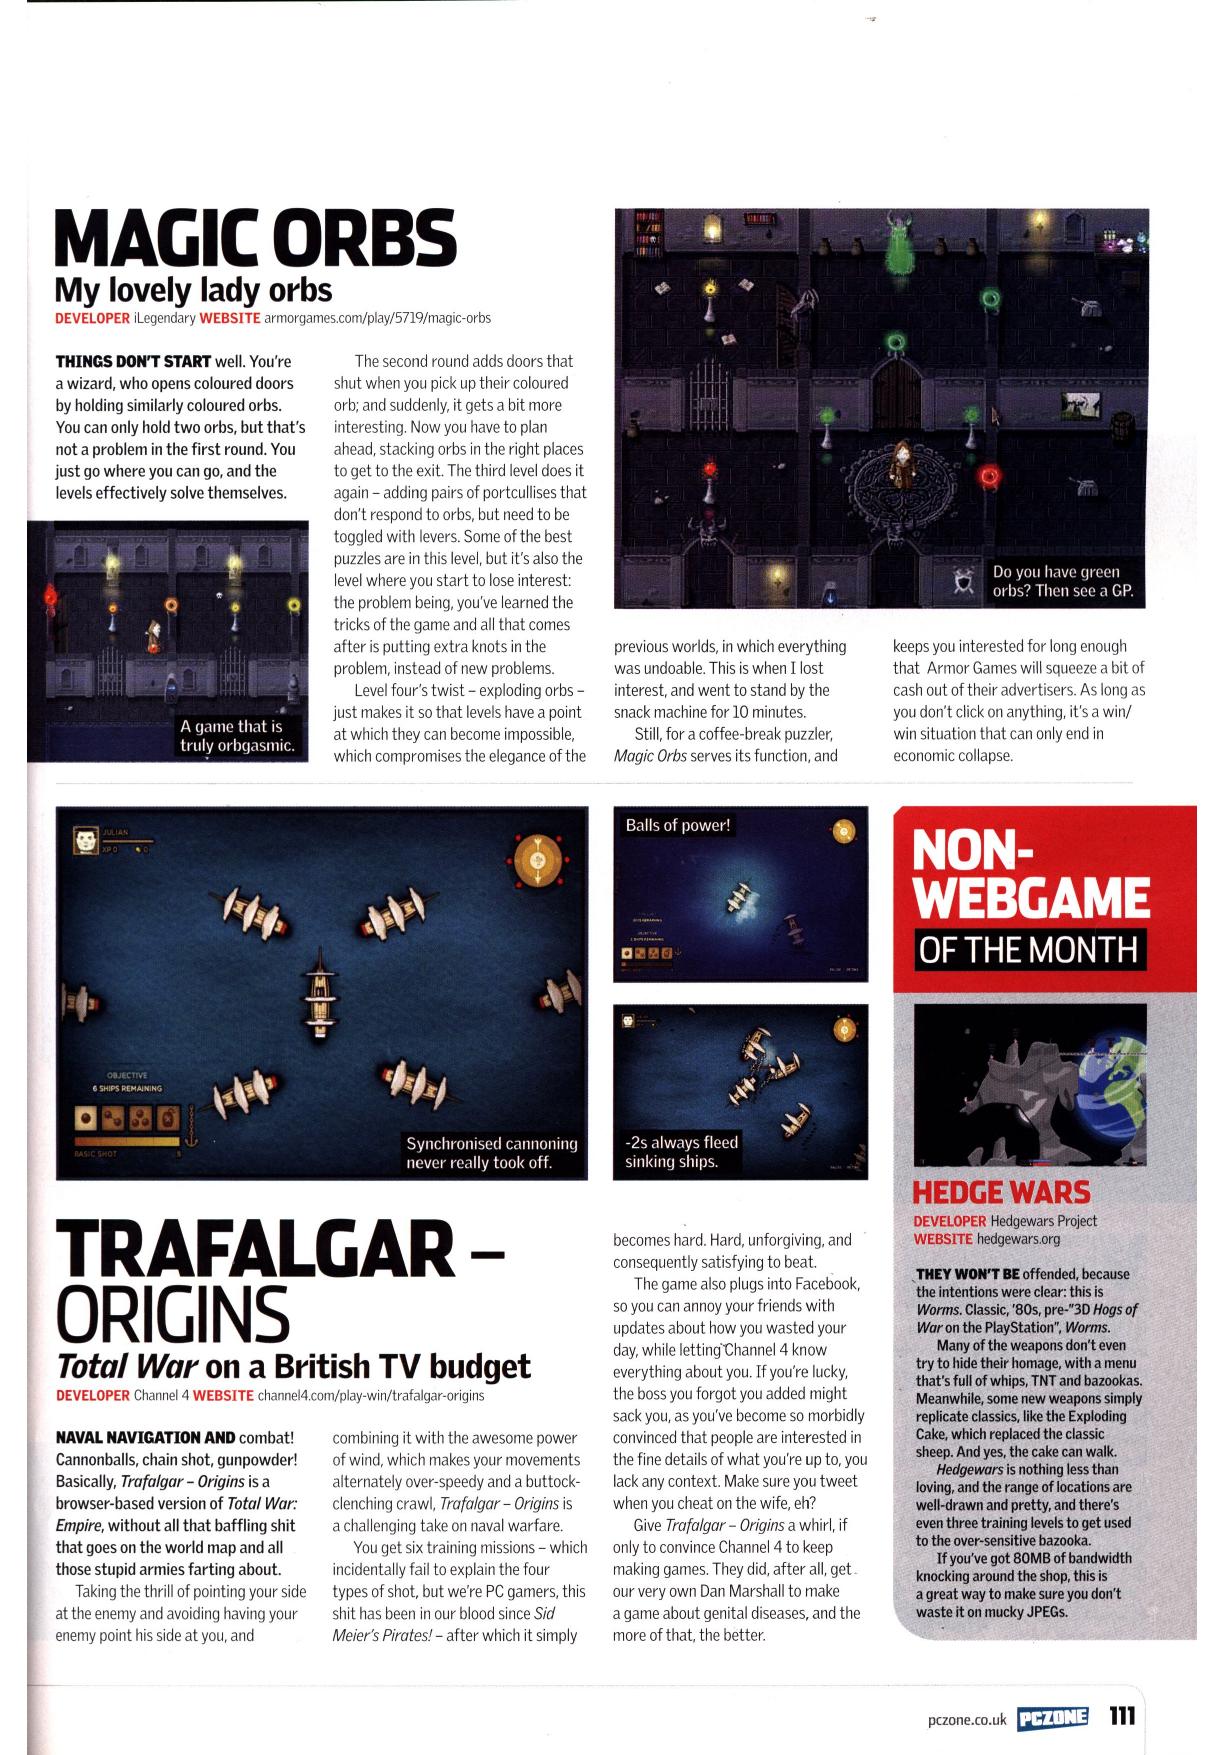 MAGIC ORBS
My lovely lady orbs
DEVELOPER iLegendary WEBSITE armorgames.com/play/5719/magic-orbs
THINGS DON'T START well. You're
a wizard, who opens coloured doors
by holding similarly coloured orbs.
You can only hold two orbs, but that's
not a problem in the first round. You
just go where you can go, and the
levels effectively solve themselves.
A game that is
truly orbgasmic.
The second round adds doors that
shut when you pick up their coloured
orb; and suddenly, it gets a bit more
interesting. Now you have to plan
ahead, stacking orbs in the right places
to get to the exit. The third level does it
again – adding pairs of portcullises that
don't respond to orbs, but need to be
toggled with levers. Some of the best
puzzles are in this level, but it's also the
level where you start to lose interest:
the problem being, you've learned the
tricks of the game and all that comes
after is putting extra knots in the
problem, instead of new problems.
Level four's twist – exploding orbs –
just makes it so that levels have a point
at which they can become impossible,
which compromises the elegance of the
Do you have green
orbs? Then see a GP.
previous worlds, in which everything
was undoable. This is when I lost
interest, and went to stand by the
snack machine for 10 minutes.
Still, for a coffee-break puzzler,
Magic Orbs serves its function, and
keeps you interested for long enough
that Armor Games will squeeze a bit of
cash out of their advertisers. As long as
you don't click on anything, it's a win/
win situation that can only end in
economic collapse.
JULIAN
XP 0 0
OBJECTIVE
6 SHIPS REMAINING
BASIC SHOT 8
Synchronised cannoning
never really took off.
Balls of power!
OBJECTIVE
-2s always fleed
sinking ships.
TRAFALGAR –
ORIGINS
Total War on a British TV budget
DEVELOPER Channel 4 WEBSITE channel4.com/play-win/trafalgar-origins
NAVAL NAVIGATION AND combat!
Cannonballs, chain shot, gunpowder!
Basically, Trafalgar – Origins is a
browser-based version of Total War:
Empire, without all that baffling shit
that goes on the world map and all
those stupid armies farting about.
Taking the thrill of pointing your side
at the enemy and avoiding having your
enemy point his side at you, and
combining it with the awesome power
of wind, which makes your movements
alternately over-speedy and a buttock-
clenching crawl, Trafalgar – Origins is
a challenging take on naval warfare.
You get six training missions – which
incidentally fail to explain the four
types of shot, but we're PC gamers, this
shit has been in our blood since Sid
Meier's Pirates! – after which it simply
becomes hard. Hard, unforgiving, and
consequently satisfying to beat.
The game also plugs into Facebook,
so you can annoy your friends with
updates about how you wasted your
day, while letting Channel 4 know
everything about you. If you're lucky,
the boss you forgot you added might
sack you, as you've become so morbidly
convinced that people are interested in
the fine details of what you're up to, you
lack any context. Make sure you tweet
when you cheat on the wife, eh?
Give Trafalgar – Origins a whirl, if
only to convince Channel 4 to keep
making games. They did, after all, get
our very own Dan Marshall to make
a game about genital diseases, and the
more of that, the better.
NON-
WEBGAME
OF THE MONTH
HEDGE WARS
DEVELOPER Hedgewars Project
WEBSITE hedgewars.org
THEY WON'T BE offended, because
the intentions were clear: this is
Worms. Classic, '80s, pre-"3D Hogs of
War on the PlayStation", Worms.
Many of the weapons don't even
try to hide their homage, with a menu
that's full of whips, TNT and bazookas.
Meanwhile, some new weapons simply
replicate classics, like the Exploding
Cake, which replaced the classic
sheep. And yes, the cake can walk.
Hedgewars is nothing less than
loving, and the range of locations are
well-drawn and pretty, and there's
even three training levels to get used
to the over-sensitive bazooka.
If you've got 80MB of bandwidth
knocking around the shop, this is
a great way to make sure you don't
waste it on mucky JPEGs.
pczone.co.uk PCZONE 111